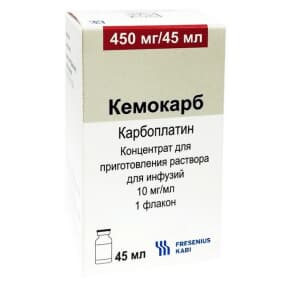 450 мг/45 мл
Кемокарб
Карбоплатин
Концентрат для
приготовления раствора
для инфузий
10 мг/мл
1 флакон
45 мл
FRESENIUS
KABI